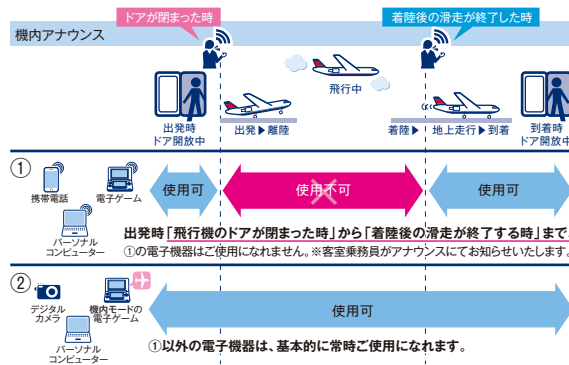 ドアが閉まった時
着陸後の滑走が終了した時
機内アナウンス
飛行中
出発時
ドア開放中
出発▶離陸
着陸▶
地上走行▶到着
到着時
ドア開放中
①
携帯電話
電子ゲーム
パーソナル
コンピューター
使用可
使用不可
使用可
出発時「飛行機のドアが閉まった時」から「着陸後の滑走が終了する時」まで、
①の電子機器はご使用になれません。※客室乗務員がアナウンスにてお知らせいたします。
②
デジタル
カメラ
機内モードの
電子ゲーム
パーソナル
コンピューター
使用可
①以外の電子機器は、基本的に常時ご使用になれます。